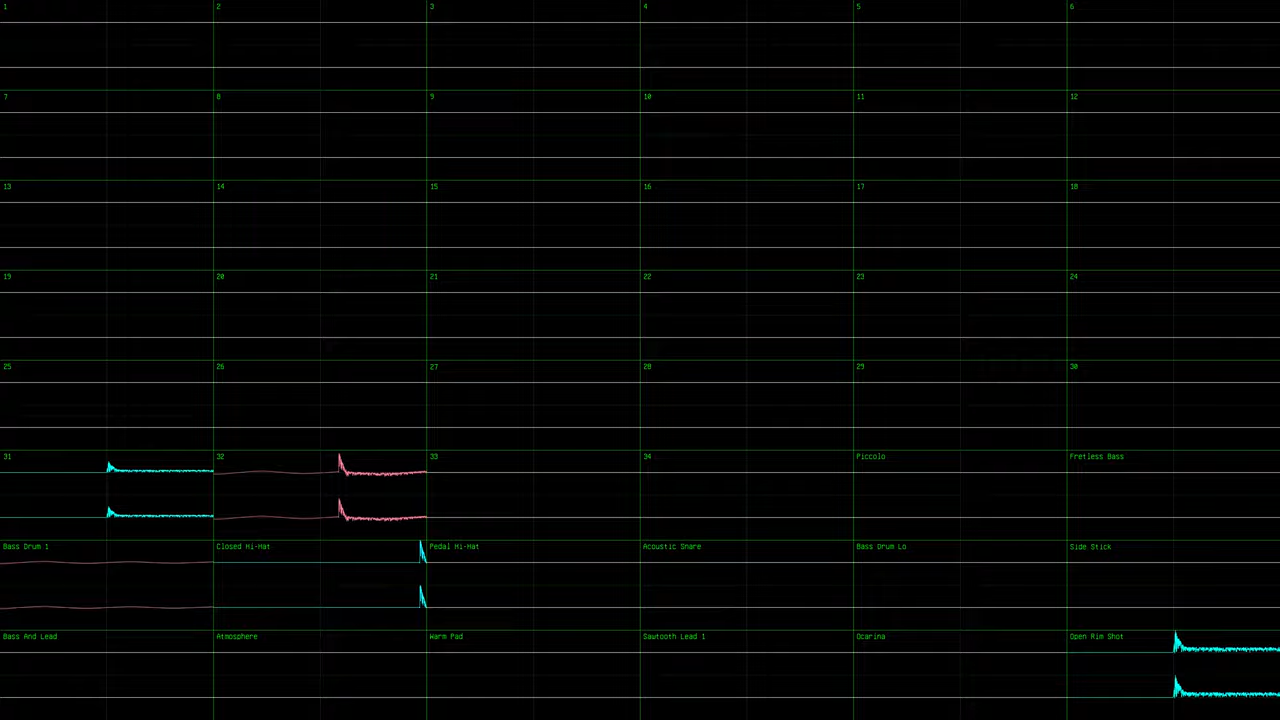 1 2 3 4 5 6
7 8 9 10 11 12
13 14 15 16 17 18
19 20 21 22 23 24
25 26 27 28 29 30
31 32 33 34 Piccolo Fretless Bass
Bass Drum 1 Closed Hi-Hat Pedal Hi-Hat Acoustic Snare Bass Drum Lo Side Stick
Bass And Lead Atmosphere Warm Pad Sawtooth Lead 1 Ocarina Open Rim Shot